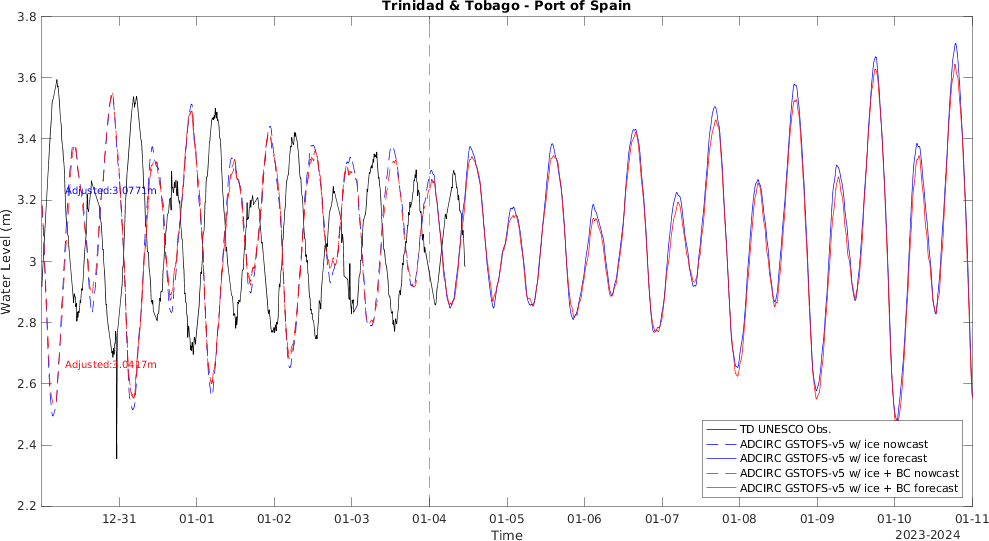 Trinidad & Tobago - Port of Spain
3.8
3.6
3.4
3.2
3
2.8
2.6
2.4
2.2
Water Level (m)
Adjusted:3.0771m
Adjusted:3.0417m
TD UNESCO Obs.
ADCIRC GSTOFS-v5 w/ ice nowcast
ADCIRC GSTOFS-v5 w/ ice forecast
ADCIRC GSTOFS-v5 w/ ice + BC nowcast
ADCIRC GSTOFS-v5 w/ ice + BC forecast
12-31 01-01 01-02 01-03 01-04 01-05 01-06 01-07 01-08 01-09 01-10 01-11
Time
2023-2024